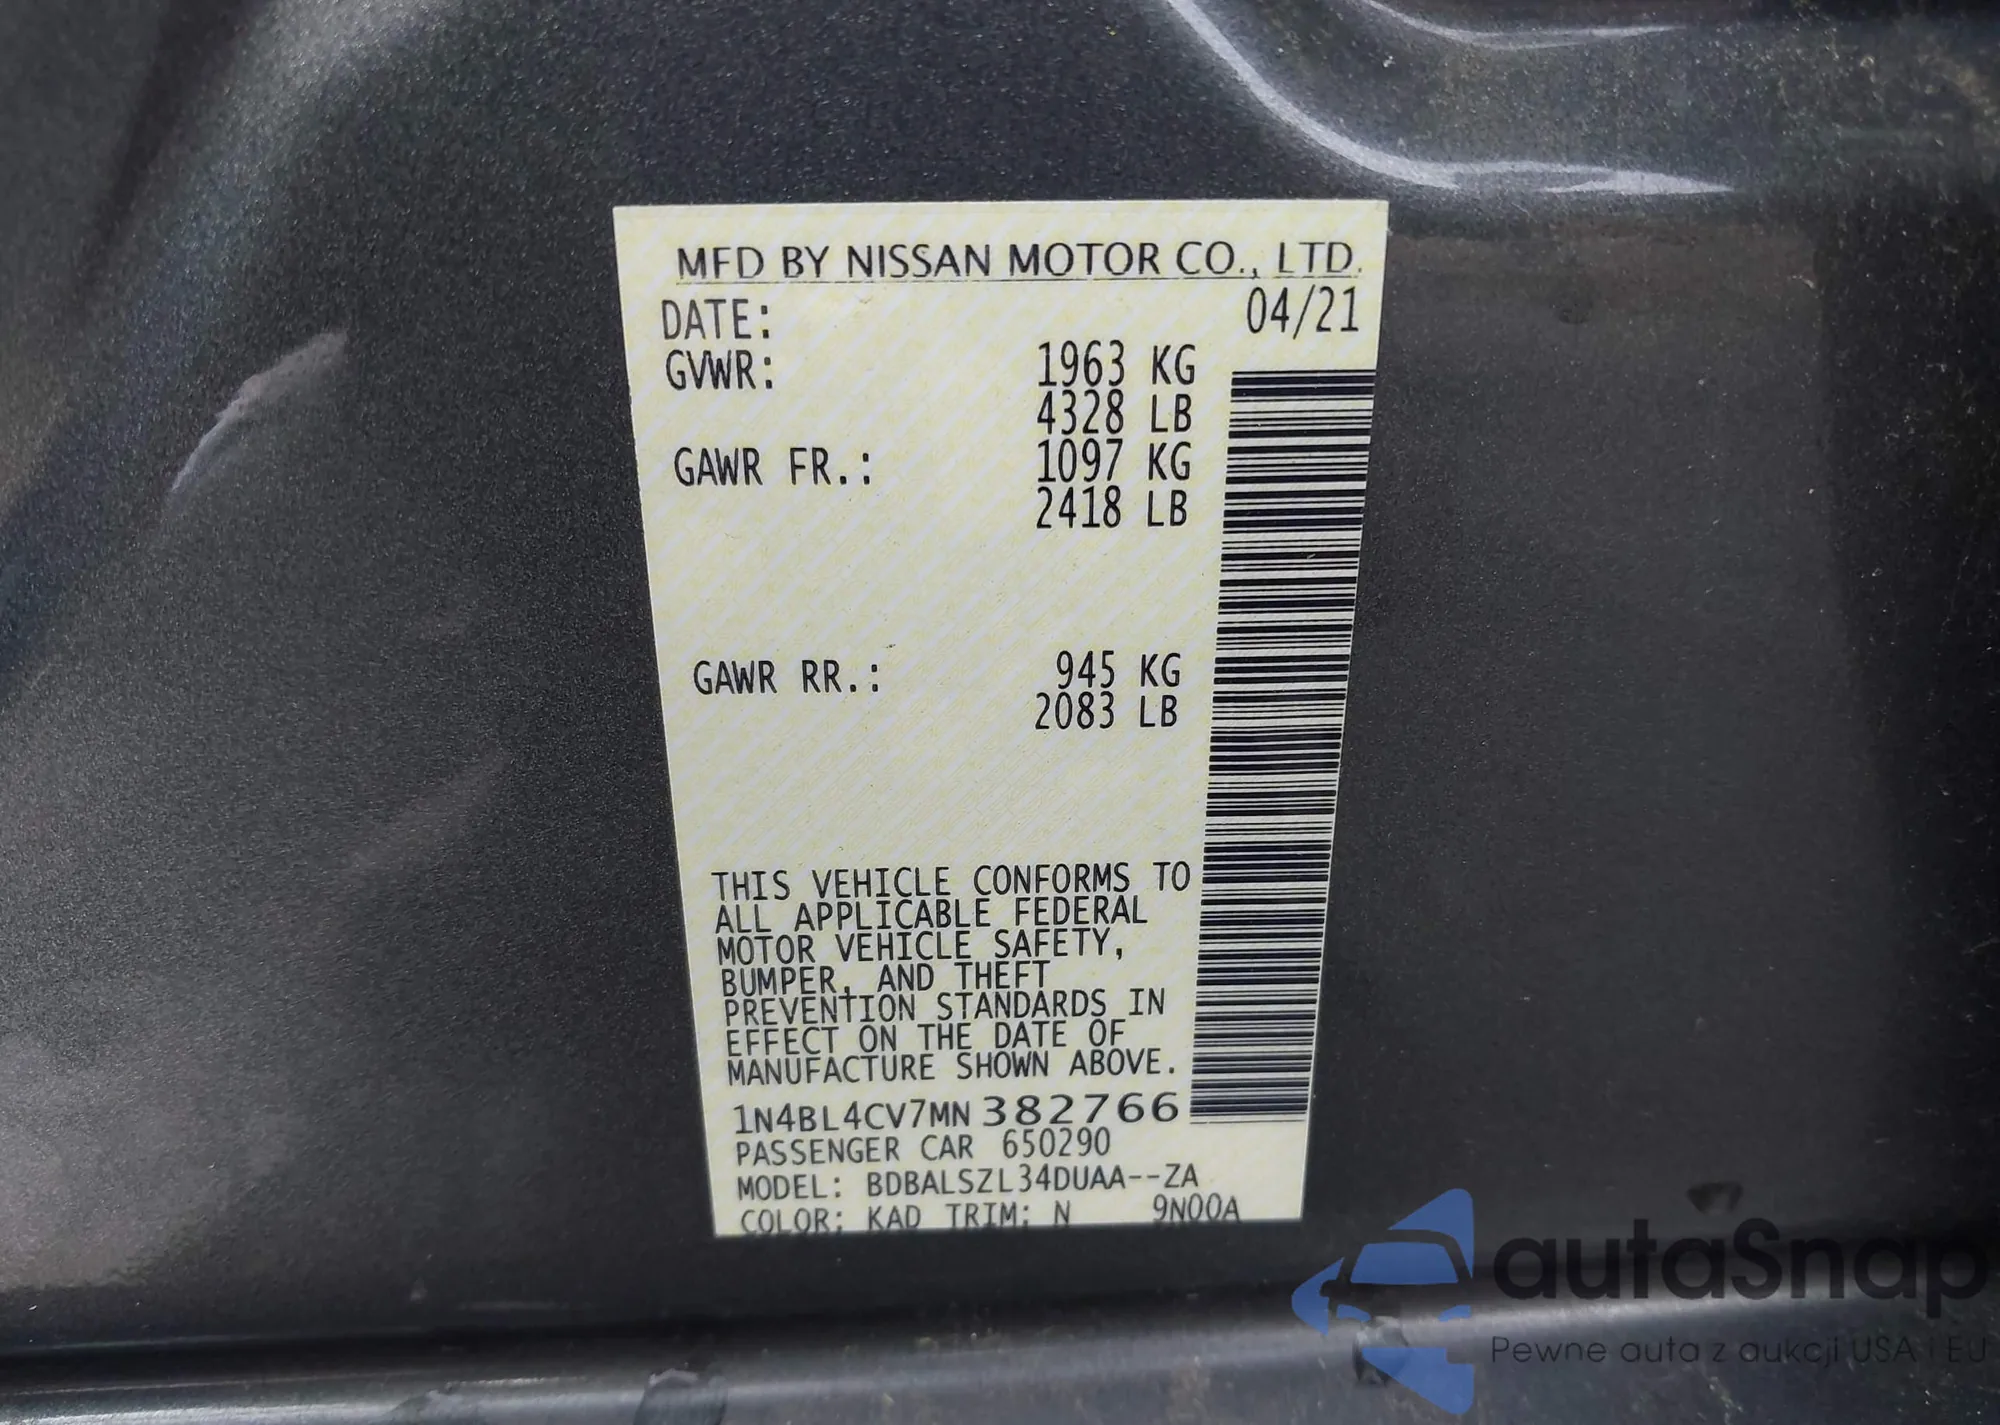 MFD BY NISSAN MOTOR CO., LTD.
DATE: 04/21
GVWR: 1963 KG
4328 LB
GAWR FR.: 1097 KG
2418 LB
GAWR RR.: 945 KG
2083 LB
THIS VEHICLE CONFORMS TO
ALL APPLICABLE FEDERAL
MOTOR VEHICLE SAFETY,
BUMPER, AND THEFT
PREVENTION STANDARDS IN
EFFECT ON THE DATE OF
MANUFACTURE SHOWN ABOVE.
1N4BL4CV7MN382766
PASSENGER CAR 650290
MODEL: BDBALSZL34DUAA--ZA
COLOR: KAD TRIM: N 9N00A
autaSnap
Pewne auta z aukcji USA i EU